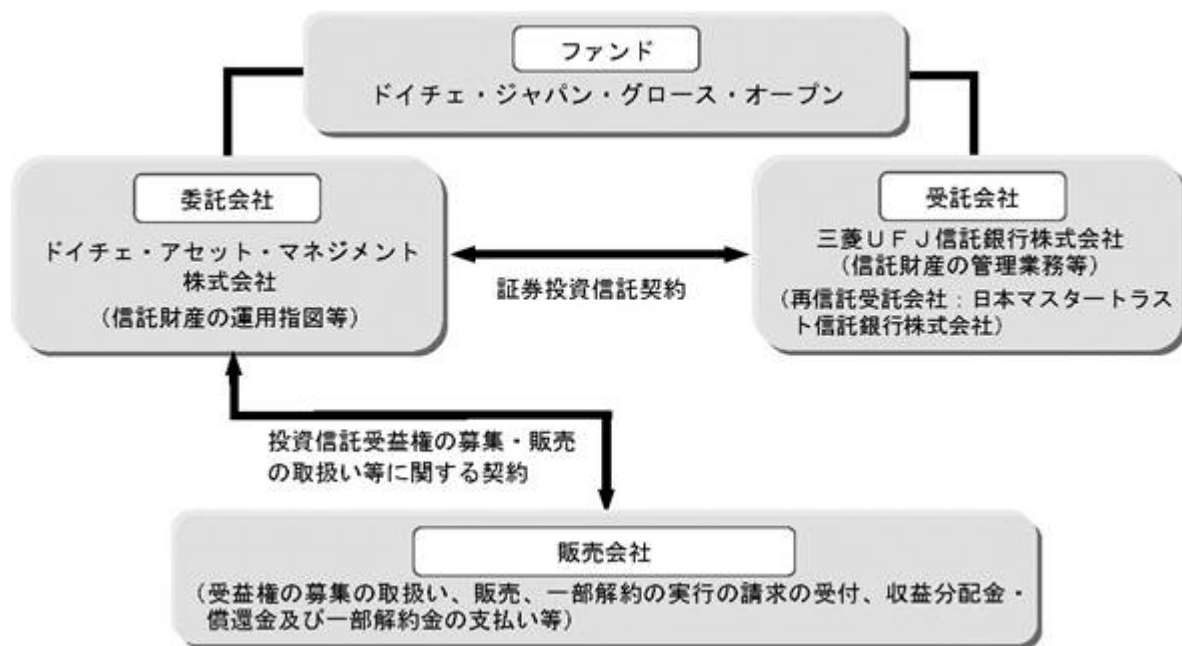 ファンド
ドイチェ・ジャパン・グロース・オープン
委託会社
ドイチェ・アセット・マネジメント
株式会社
（信託財産の運用指図等）
受託会社
三菱ＵＦＪ信託銀行株式会社
（信託財産の管理業務等）
（再信託受託会社：日本マスタートラス
ト信託銀行株式会社）
証券投資信託契約
投資信託受益権の募集・販売
の取扱い等に関する契約
販売会社
（受益権の募集の取扱い、販売、一部解約の実行の請求の受付、収益分配金・
償還金及び一部解約金の支払い等）